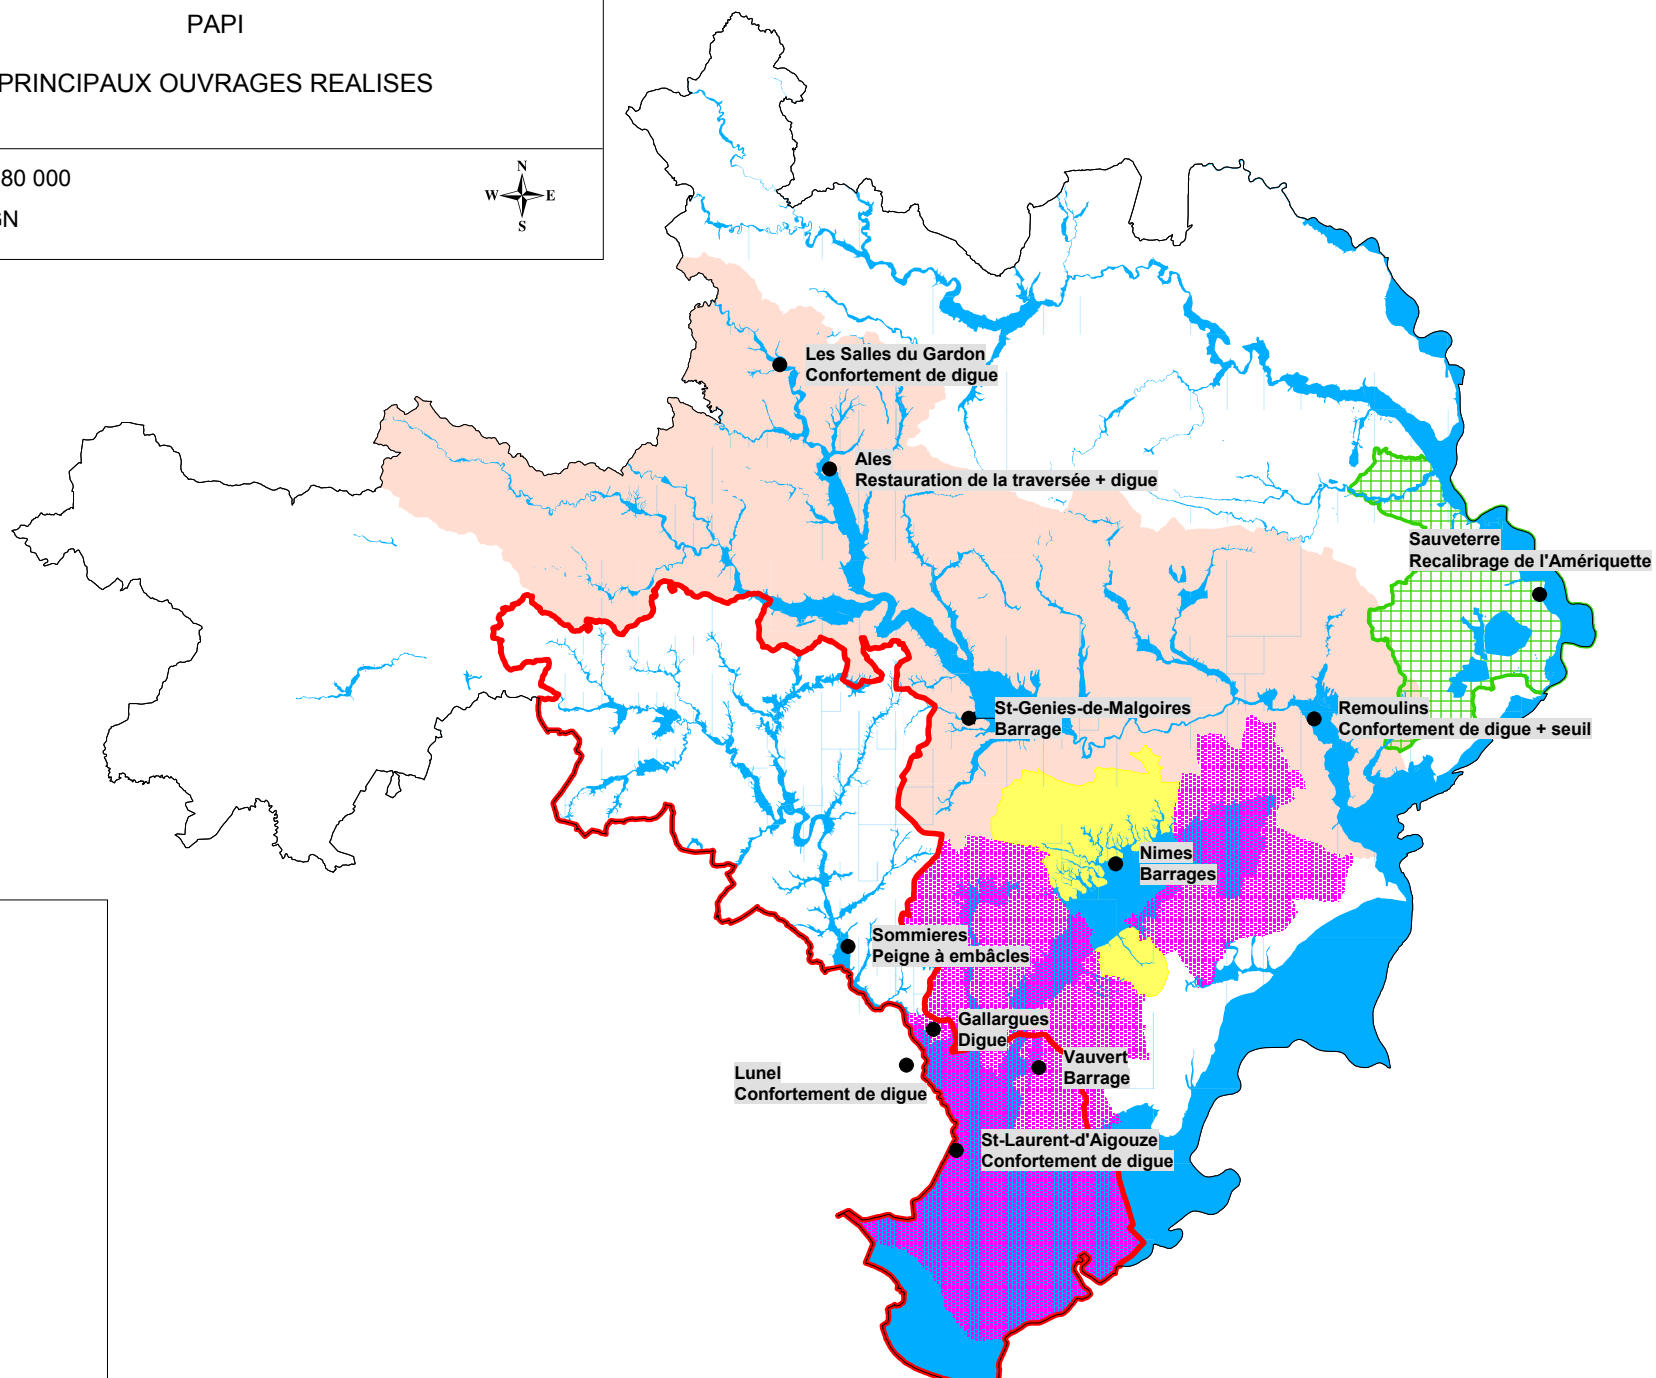 PAPI
PRINCIPAUX OUVRAGES REALISES
80 000
GN
N
W E
S
Les Salles du Gardon
Confortement de digue
Ales
Restauration de la traversée + digue
Sauveterre
Recalibrage de l'Amériquette
St-Genies-de-Malgoires
Barrage
Remoulins
Confortement de digue + seuil
Nimes
Barrages
Sommieres
Peigne à embâcles
Gallargues
Digue
Vauvert
Barrage
Lunel
Confortement de digue
St-Laurent-d'Aigouze
Confortement de digue